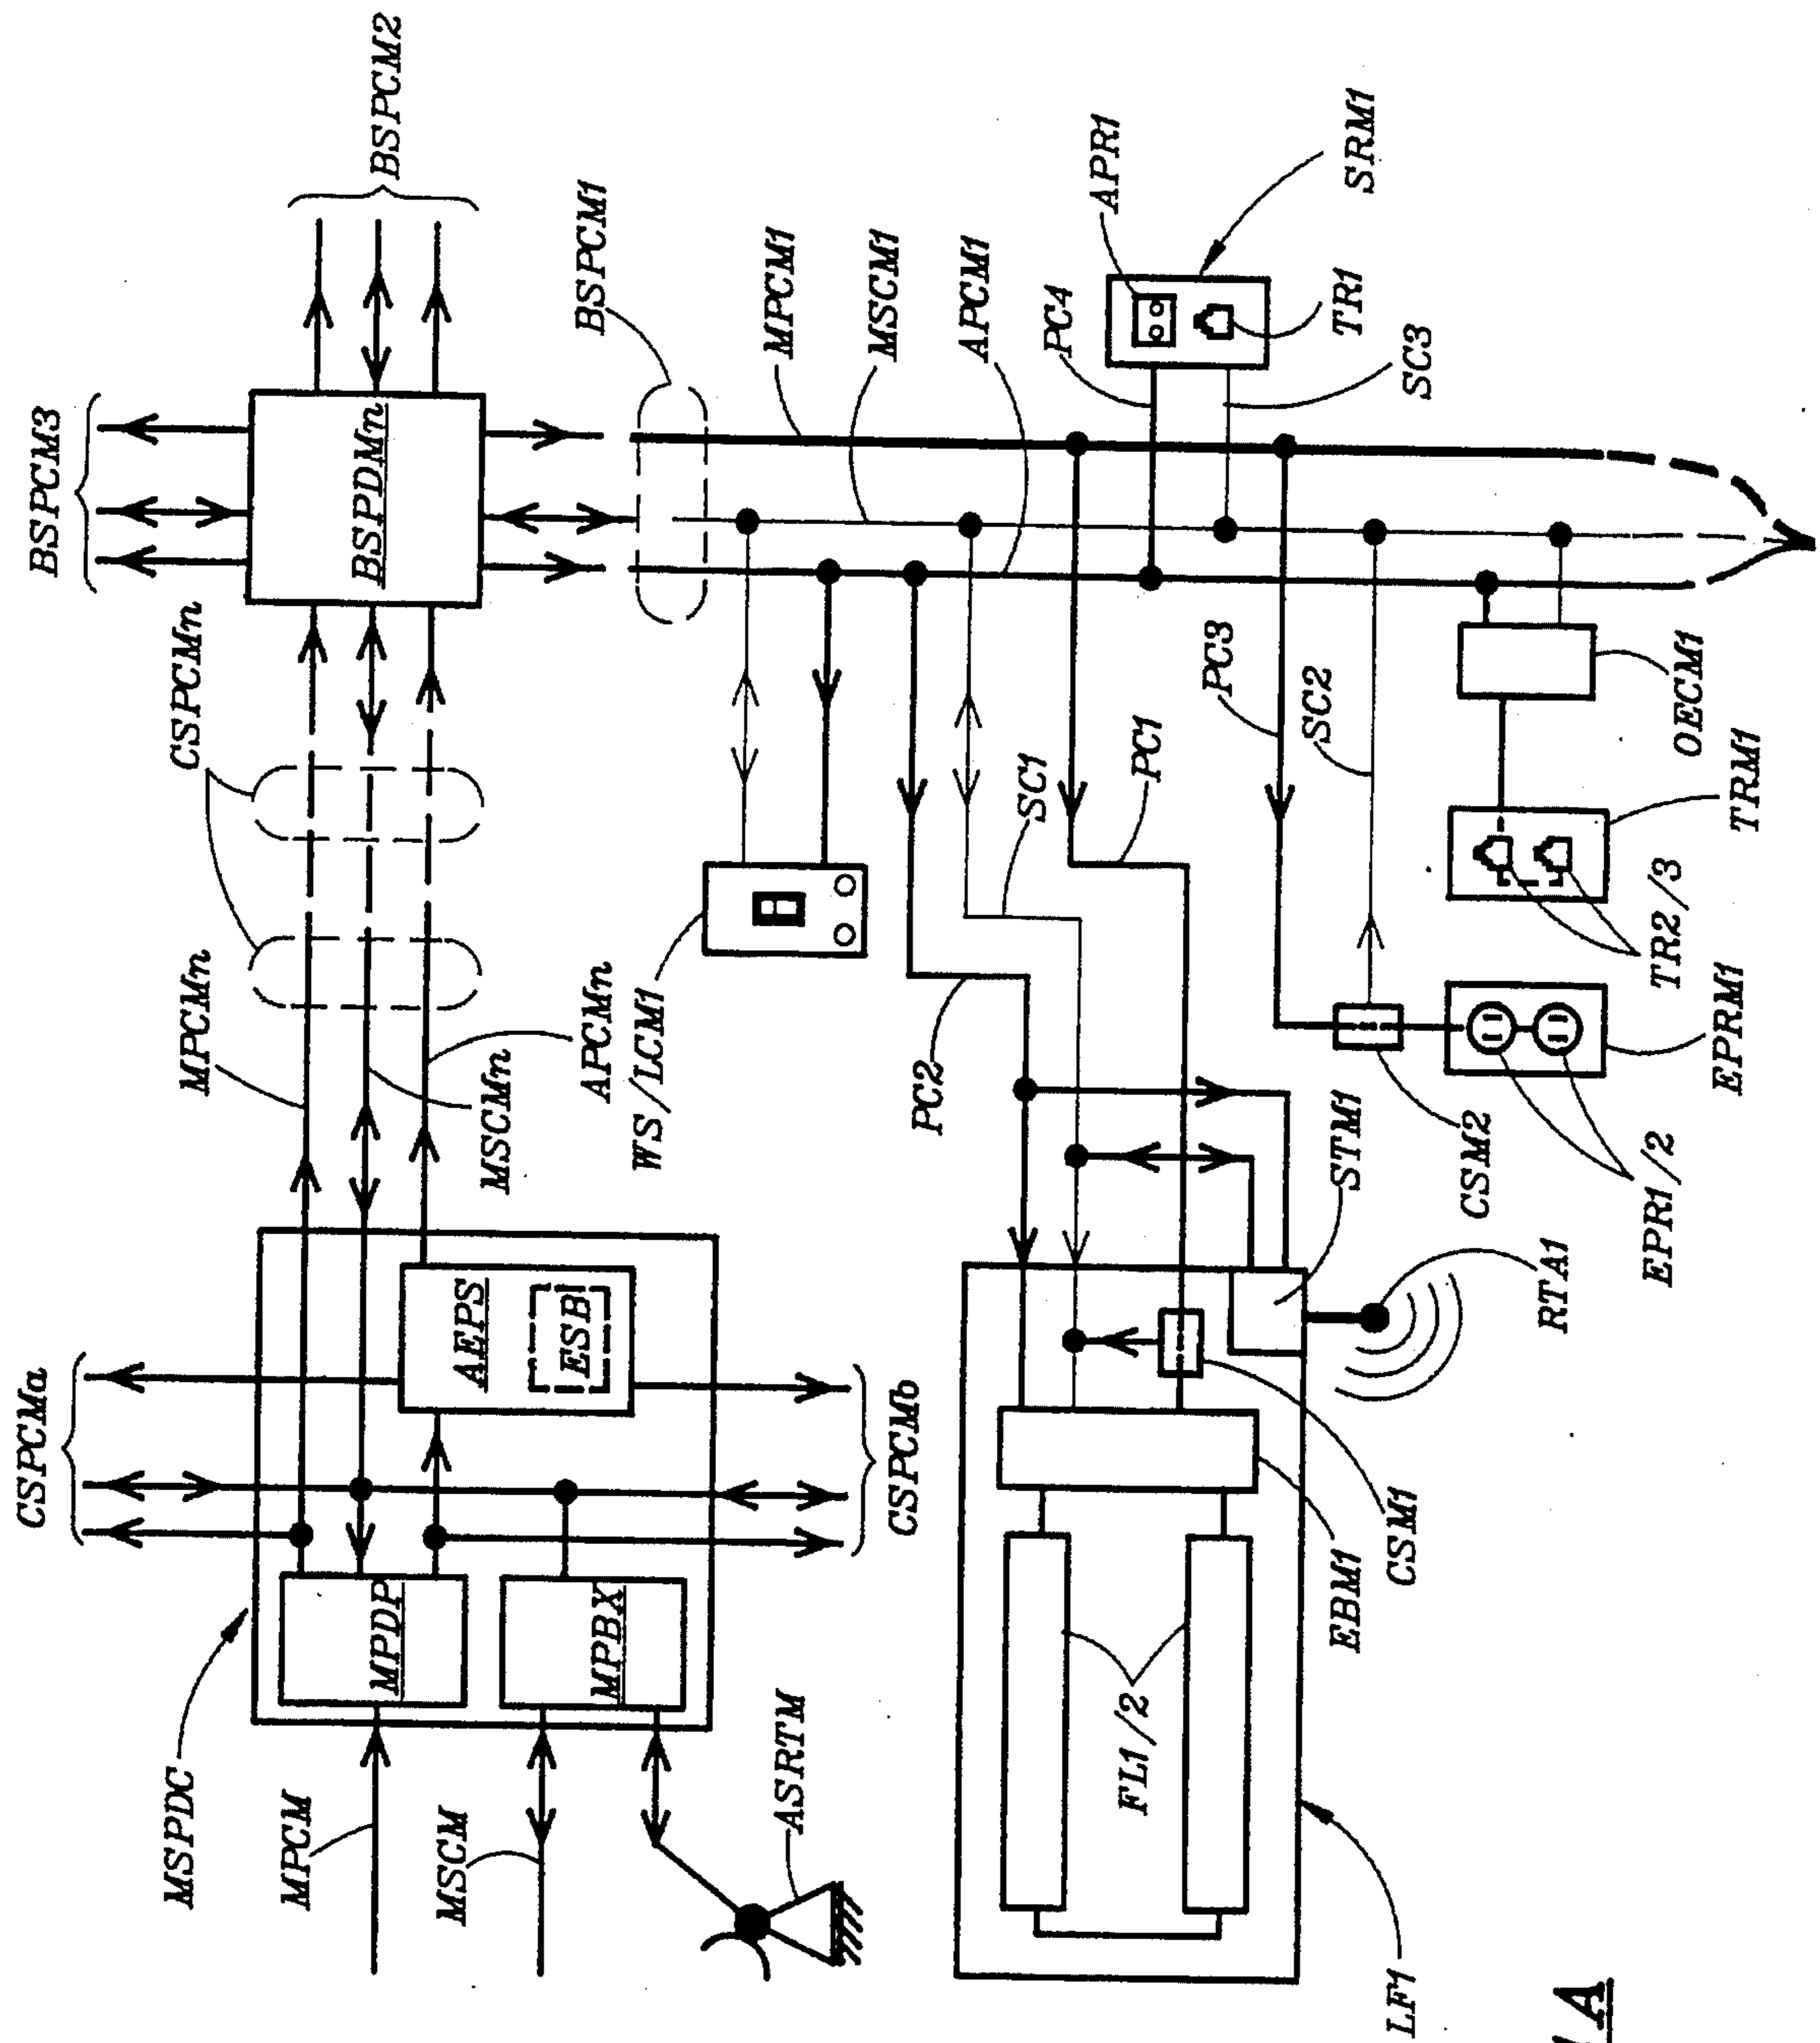 CSPCMa
MSPDC
MPCM
MSCM
ASRTM
MPDP
MPBX
AEPS
ESB
CSPCMb
MPCMn
MSCMn
APCMn
CSPCMn
BSPDMn
BSPCM3
BSPCM2
BSPCM1
WS/LCM1
MPCM1
MSCM1
APCM1
PC2
SC1
PC1
PC4
APR1
SRM1
TR1
SC3
PC3
SC2
OECM1
TRM1
TR2/3
EPRM1
EPR1/2
CSM2
STM1
RTA1
CSM1
EBM1
FL1/2
LF1